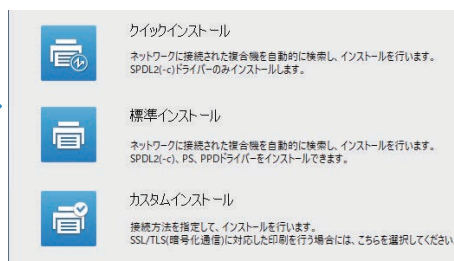 クイックインストール
ネットワークに接続された複合機を自動的に検索し、インストールを行います。
SPDL2(-c)ドライバーのみインストールします。
標準インストール
ネットワークに接続された複合機を自動的に検索し、インストールを行います。
SPDL2(-c)、PS、PPDドライバーをインストールできます。
カスタムインストール
接続方法を指定して、インストールを行います。
SSL/TLS(暗号化通信)に対応した印刷を行う場合には、こちらを選択してください